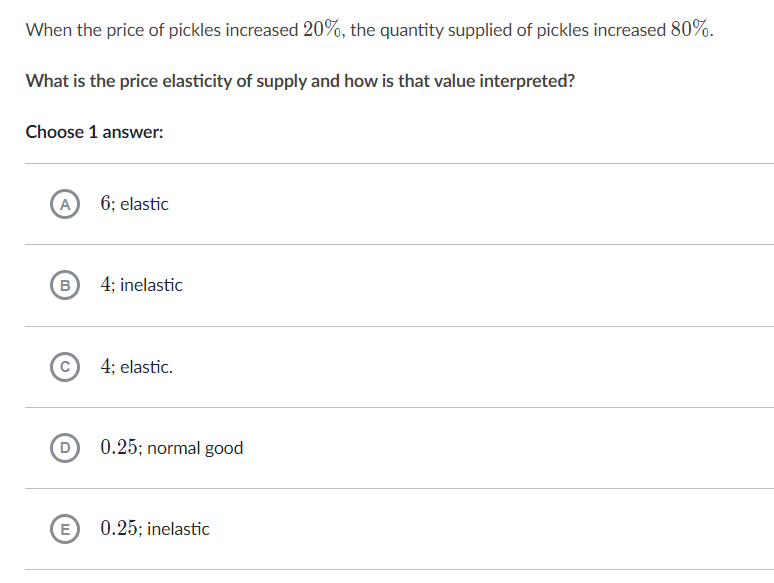 When the price of pickles increased 20%, the quantity supplied of pickles increased 80%.
What is the price elasticity of supply and how is that value interpreted?
Choose 1 answer:
A 6; elastic
B 4; inelastic
C 4; elastic.
D 0.25; normal good
E 0.25; inelastic